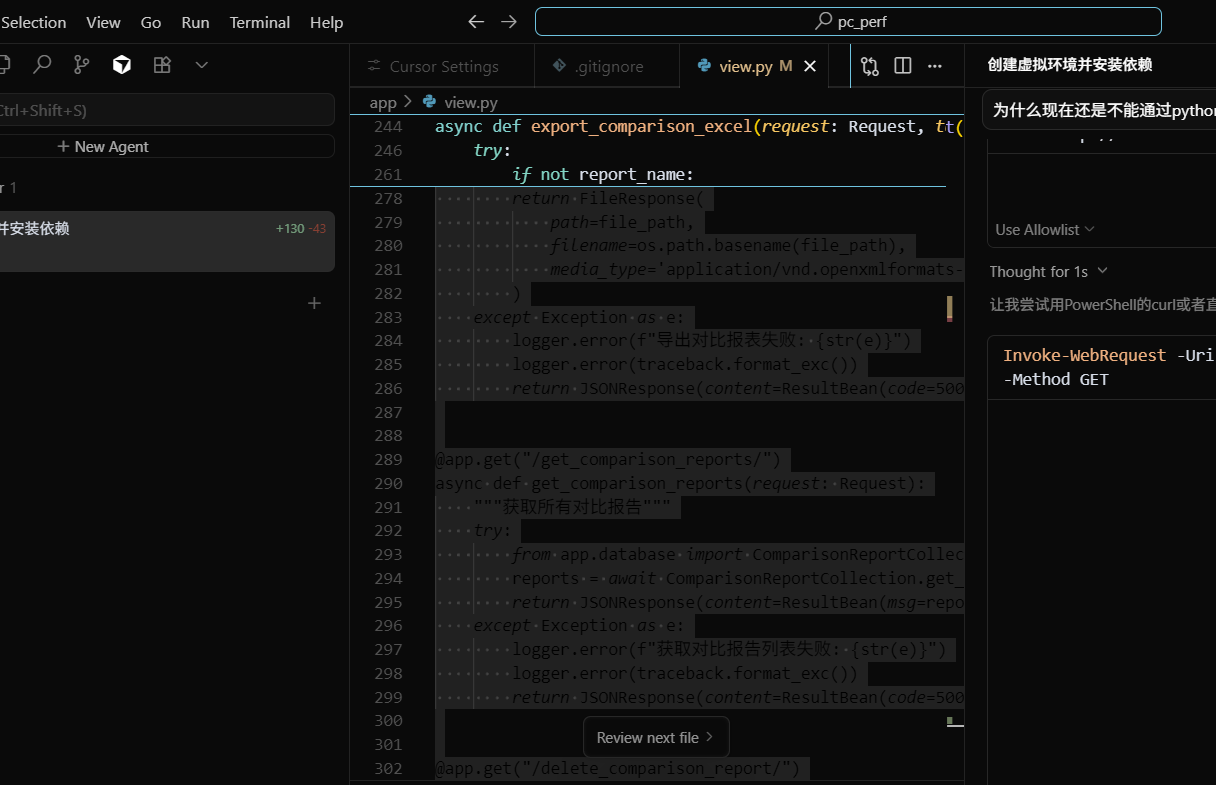 Selection View Go Run Terminal Help
pc_perf
Cursor Settings
.gitignore
view.py M
创建虚拟环境并安装依赖
app > view.py
Ctrl+Shift+S)
+ New Agent
r 1
并安装依赖
+130 -43
为什么现在还是不能通过python
244 async def export_comparison_excel(request: Request, tt(
246 try:
261 if not report_name:
278 return FileResponse(
279 path=file_path,
280 filename=os.path.basename(file_path),
281 media_type='application/vnd.openxmlformats-
282 )
283 except Exception as e:
284 logger.error(f"导出对比报表失败: {str(e)}")
285 logger.error(traceback.format_exc())
286 return JSONResponse(content=ResultBean(code=500
287
288
289 @app.get("/get_comparison_reports/")
290 async def get_comparison_reports(request: Request):
291 """获取所有对比报告"""
292 try:
293 from app.database import ComparisonReportCollec
294 reports = await ComparisonReportCollection.get_
295 return JSONResponse(content=ResultBean(msg=repo
296 except Exception as e:
297 logger.error(f"获取对比报告列表失败: {str(e)}")
298 logger.error(traceback.format_exc())
299 return JSONResponse(content=ResultBean(code=500
300
301
302 @app.get("/delete_comparison_report/")
Review next file >
Use Allowlist
Thought for 1s
让我尝试用PowerShell的curl或者直
Invoke-WebRequest -Uri
-Method GET